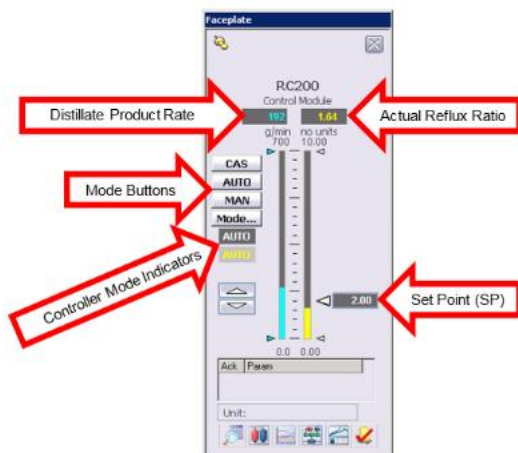 Faceplate
RC200
Control Module
Distillate Product Rate
192
1.64
Actual Reflux Ratio
g/min
no units
700
10.00
CAS
AUTO
MAN
Mode...
Mode Buttons
AUTO
AUTO
Controller Mode Indicators
2.00
Set Point (SP)
0.0
0.00
Ack
Param
Unit: